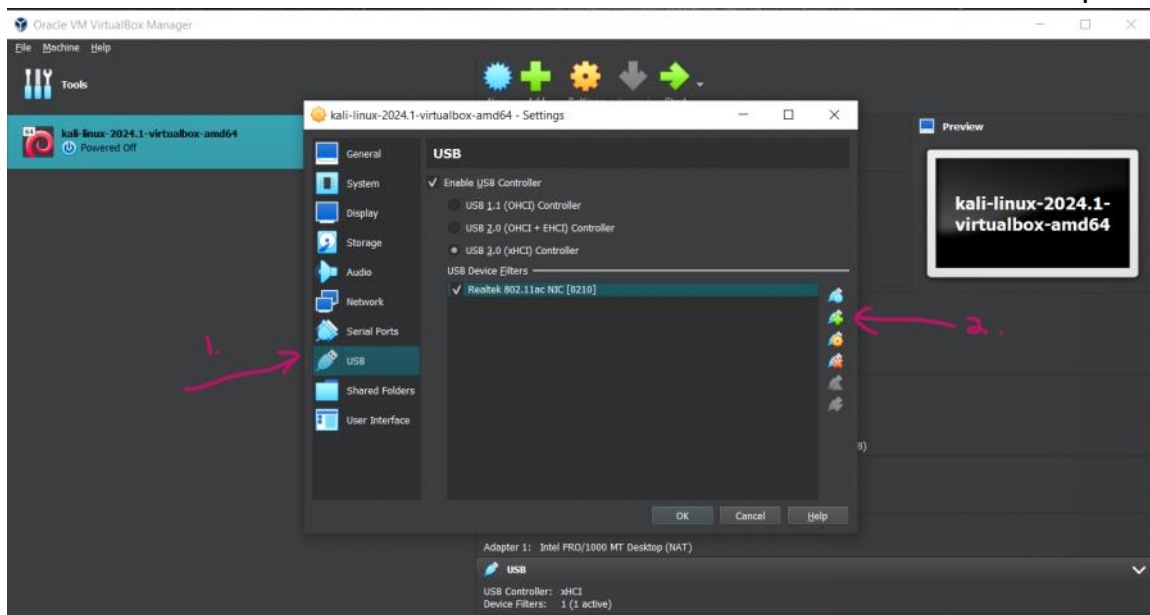 Oracle VM VirtualBox Manager
File Machine Help
Tools
kali-linux-2024.1-virtualbox-amd64
Powered Off
kali-linux-2024.1-virtualbox-amd64 - Settings
General
System
Display
Storage
Audio
Network
Serial Ports
USB
Shared Folders
User Interface
USB
Enable USB Controller
USB 1.1 (OHCI) Controller
USB 2.0 (OHCI + EHCI) Controller
USB 3.0 (xHCI) Controller
USB Device Filters
Realtek 802.11ac NIC [0210]
OK Cancel Help
1.
2.
Preview
kali-linux-2024.1-
virtualbox-amd64
Adapter 1: Intel PRO/1000 MT Desktop (NAT)
USB
USB Controller: xHCI
Device Filters: 1 (1 active)